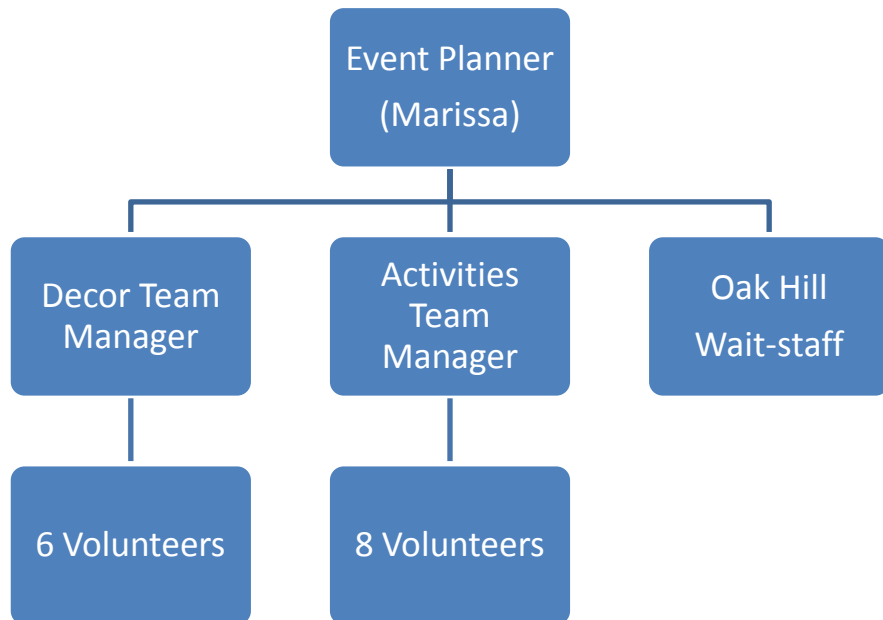 Event Planner
(Marissa)
Decor Team
Manager
Activities
Team
Manager
Oak Hill
Wait-staff
6 Volunteers
8 Volunteers